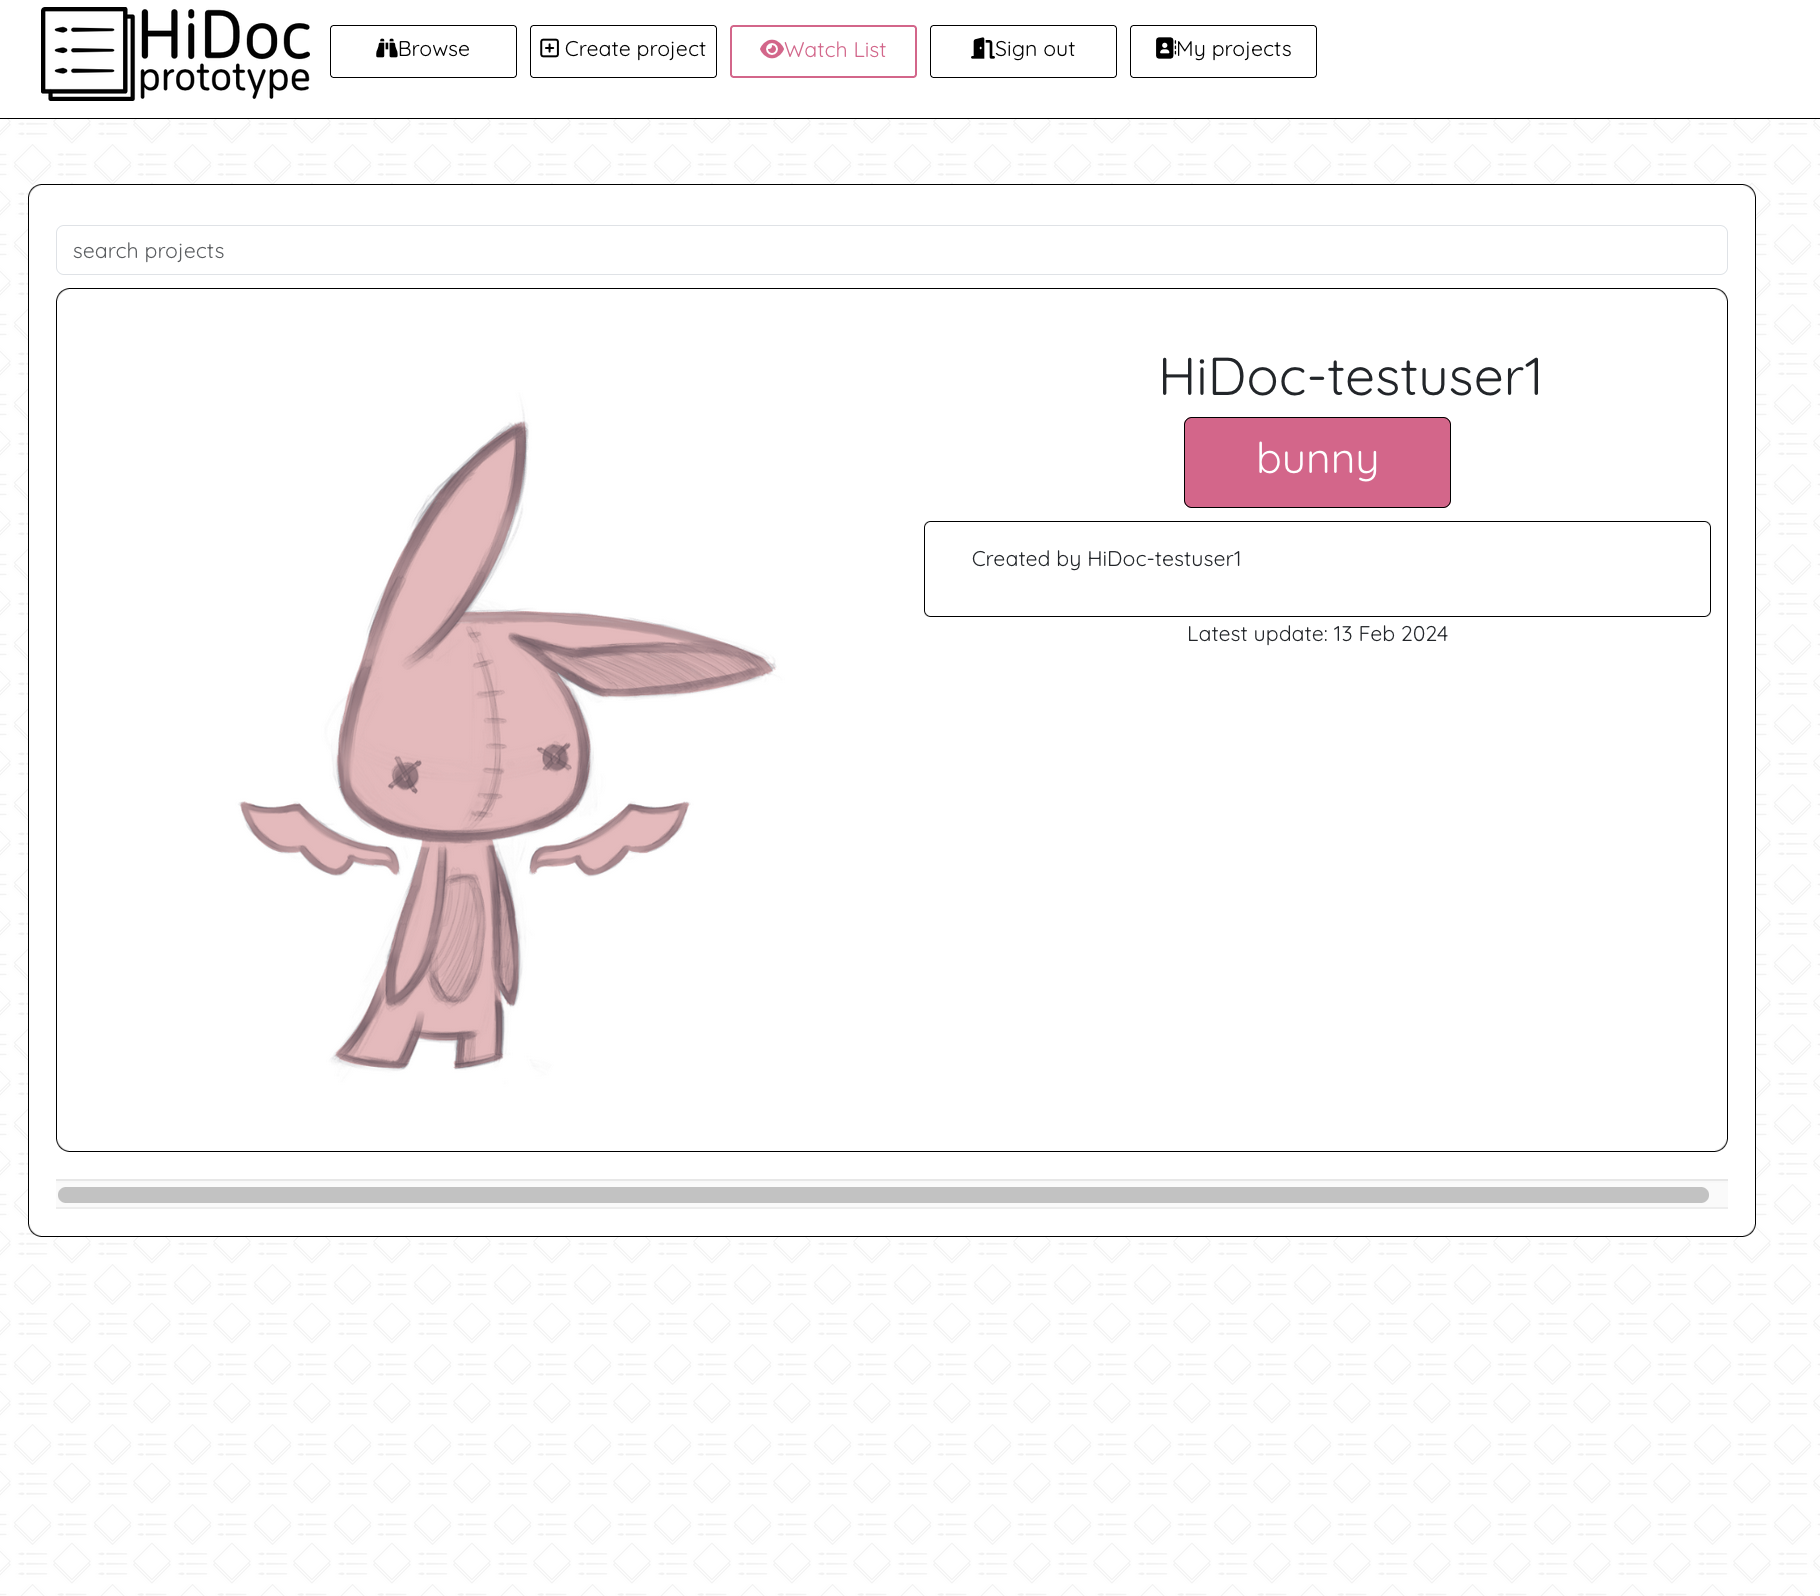 HiDoc
prototype
Browse
Create project
Watch List
Sign out
My projects
search projects
HiDoc-testuser1
bunny
Created by HiDoc-testuser1
Latest update: 13 Feb 2024